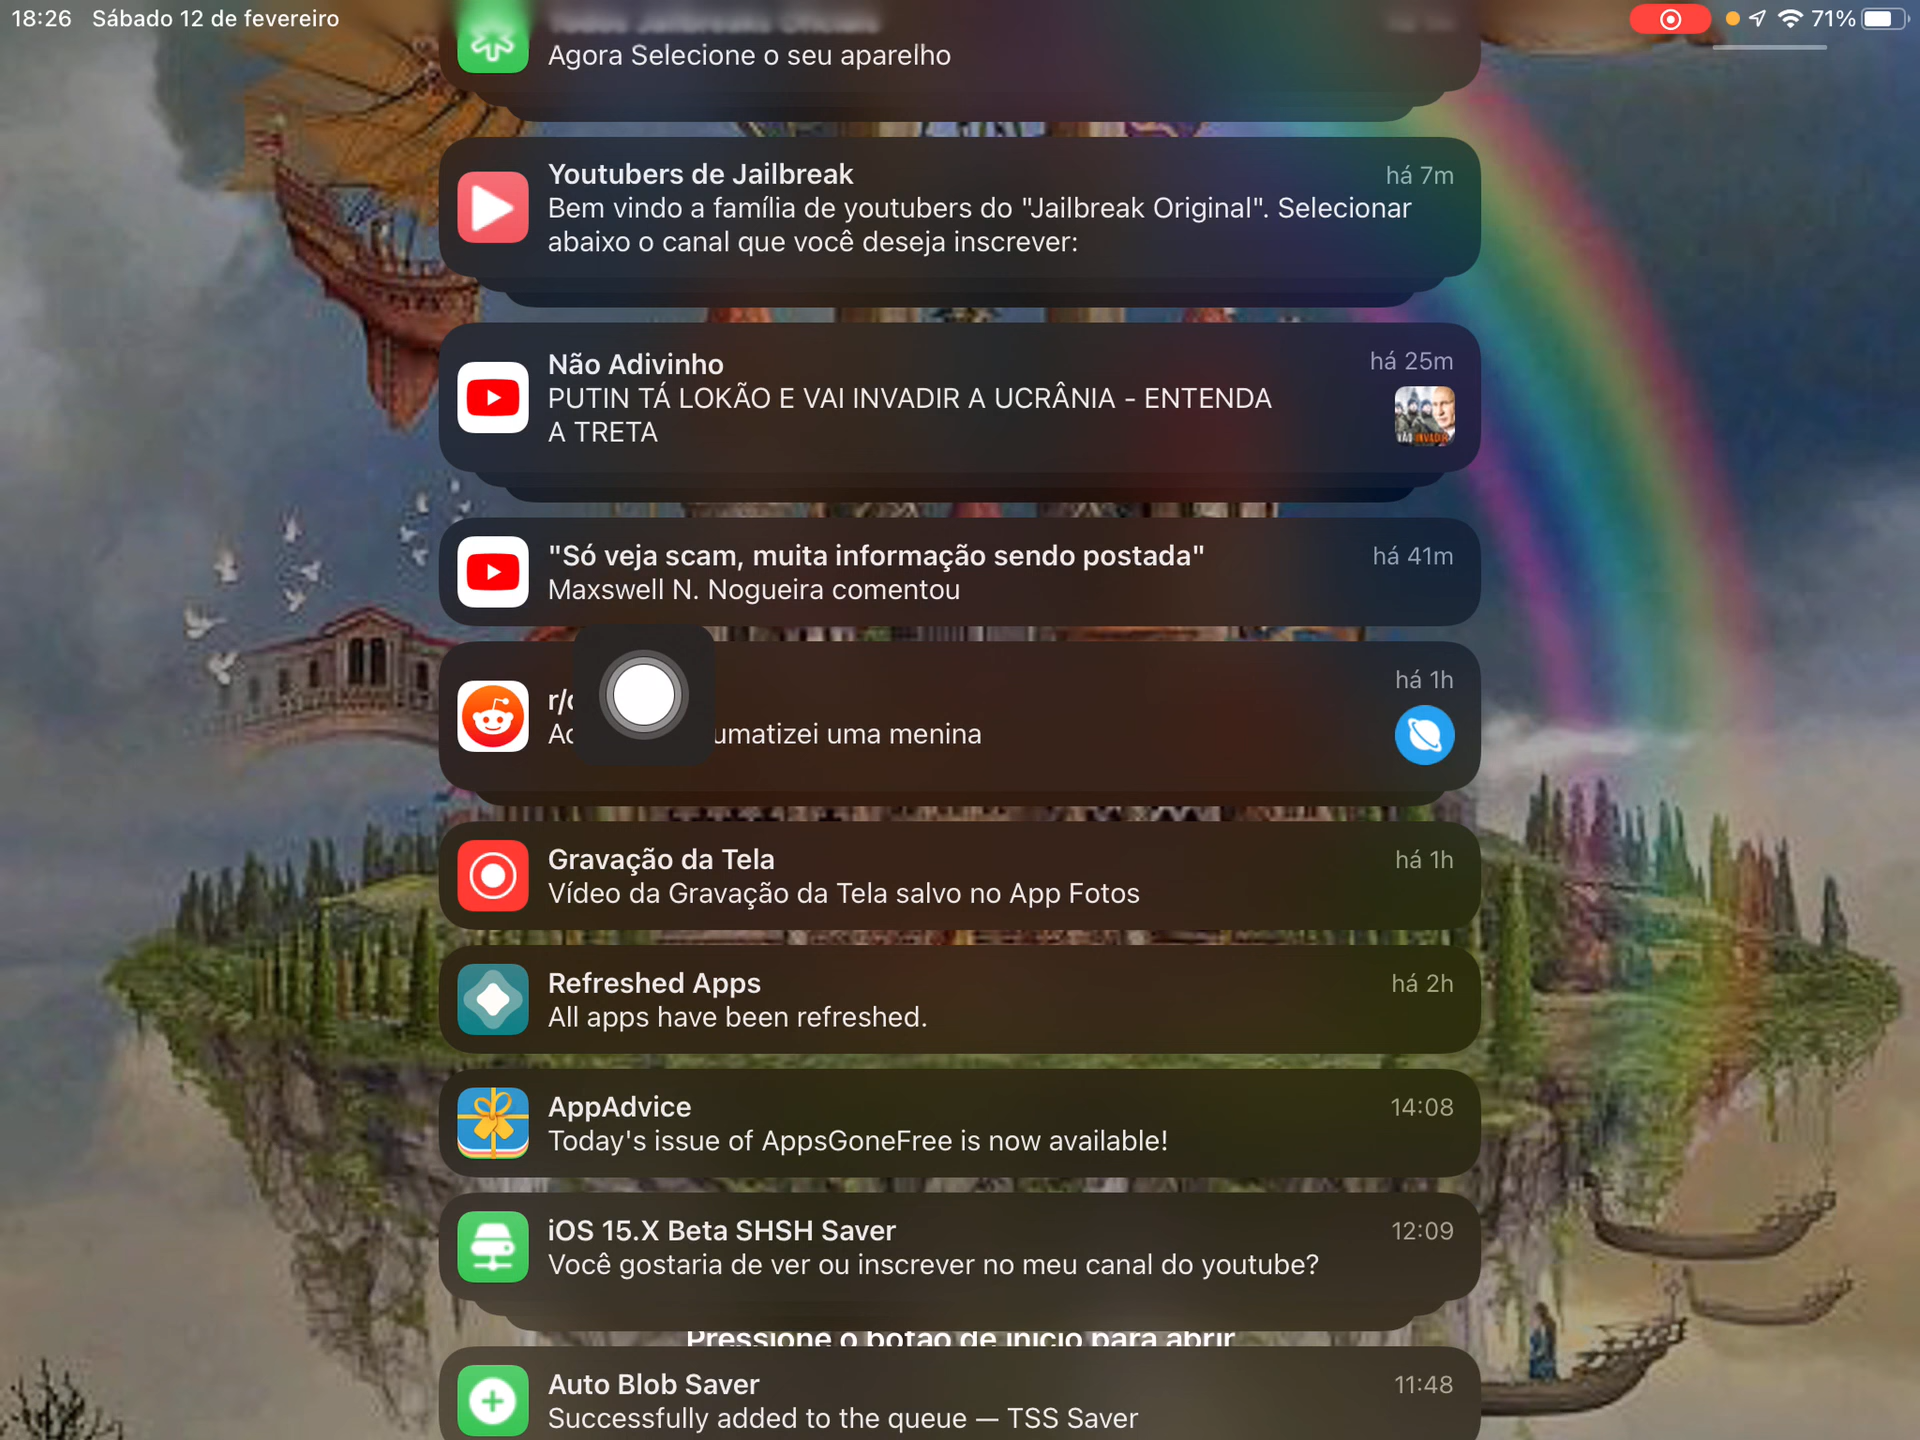 18:26 Sábado 12 de fevereiro
71%
Todos Jailbreaks Oficiais
Agora Selecione o seu aparelho
Youtubers de Jailbreak
há 7m
Bem vindo a família de youtubers do "Jailbreak Original". Selecionar
abaixo o canal que você deseja inscrever:
Não Adivinho
há 25m
PUTIN TÁ LOKÃO E VAI INVADIR A UCRÂNIA - ENTENDA
A TRETA
"Só veja scam, muita informação sendo postada"
há 41m
Maxswell N. Nogueira comentou
há 1h
uma menina
Gravação da Tela
há 1h
Vídeo da Gravação da Tela salvo no App Fotos
Refreshed Apps
há 2h
All apps have been refreshed.
AppAdvice
14:08
Today's issue of AppsGoneFree is now available!
iOS 15.X Beta SHSH Saver
12:09
Você gostaria de ver ou inscrever no meu canal do youtube?
Pressione o botão de início para abrir
Auto Blob Saver
11:48
Successfully added to the queue — TSS Saver